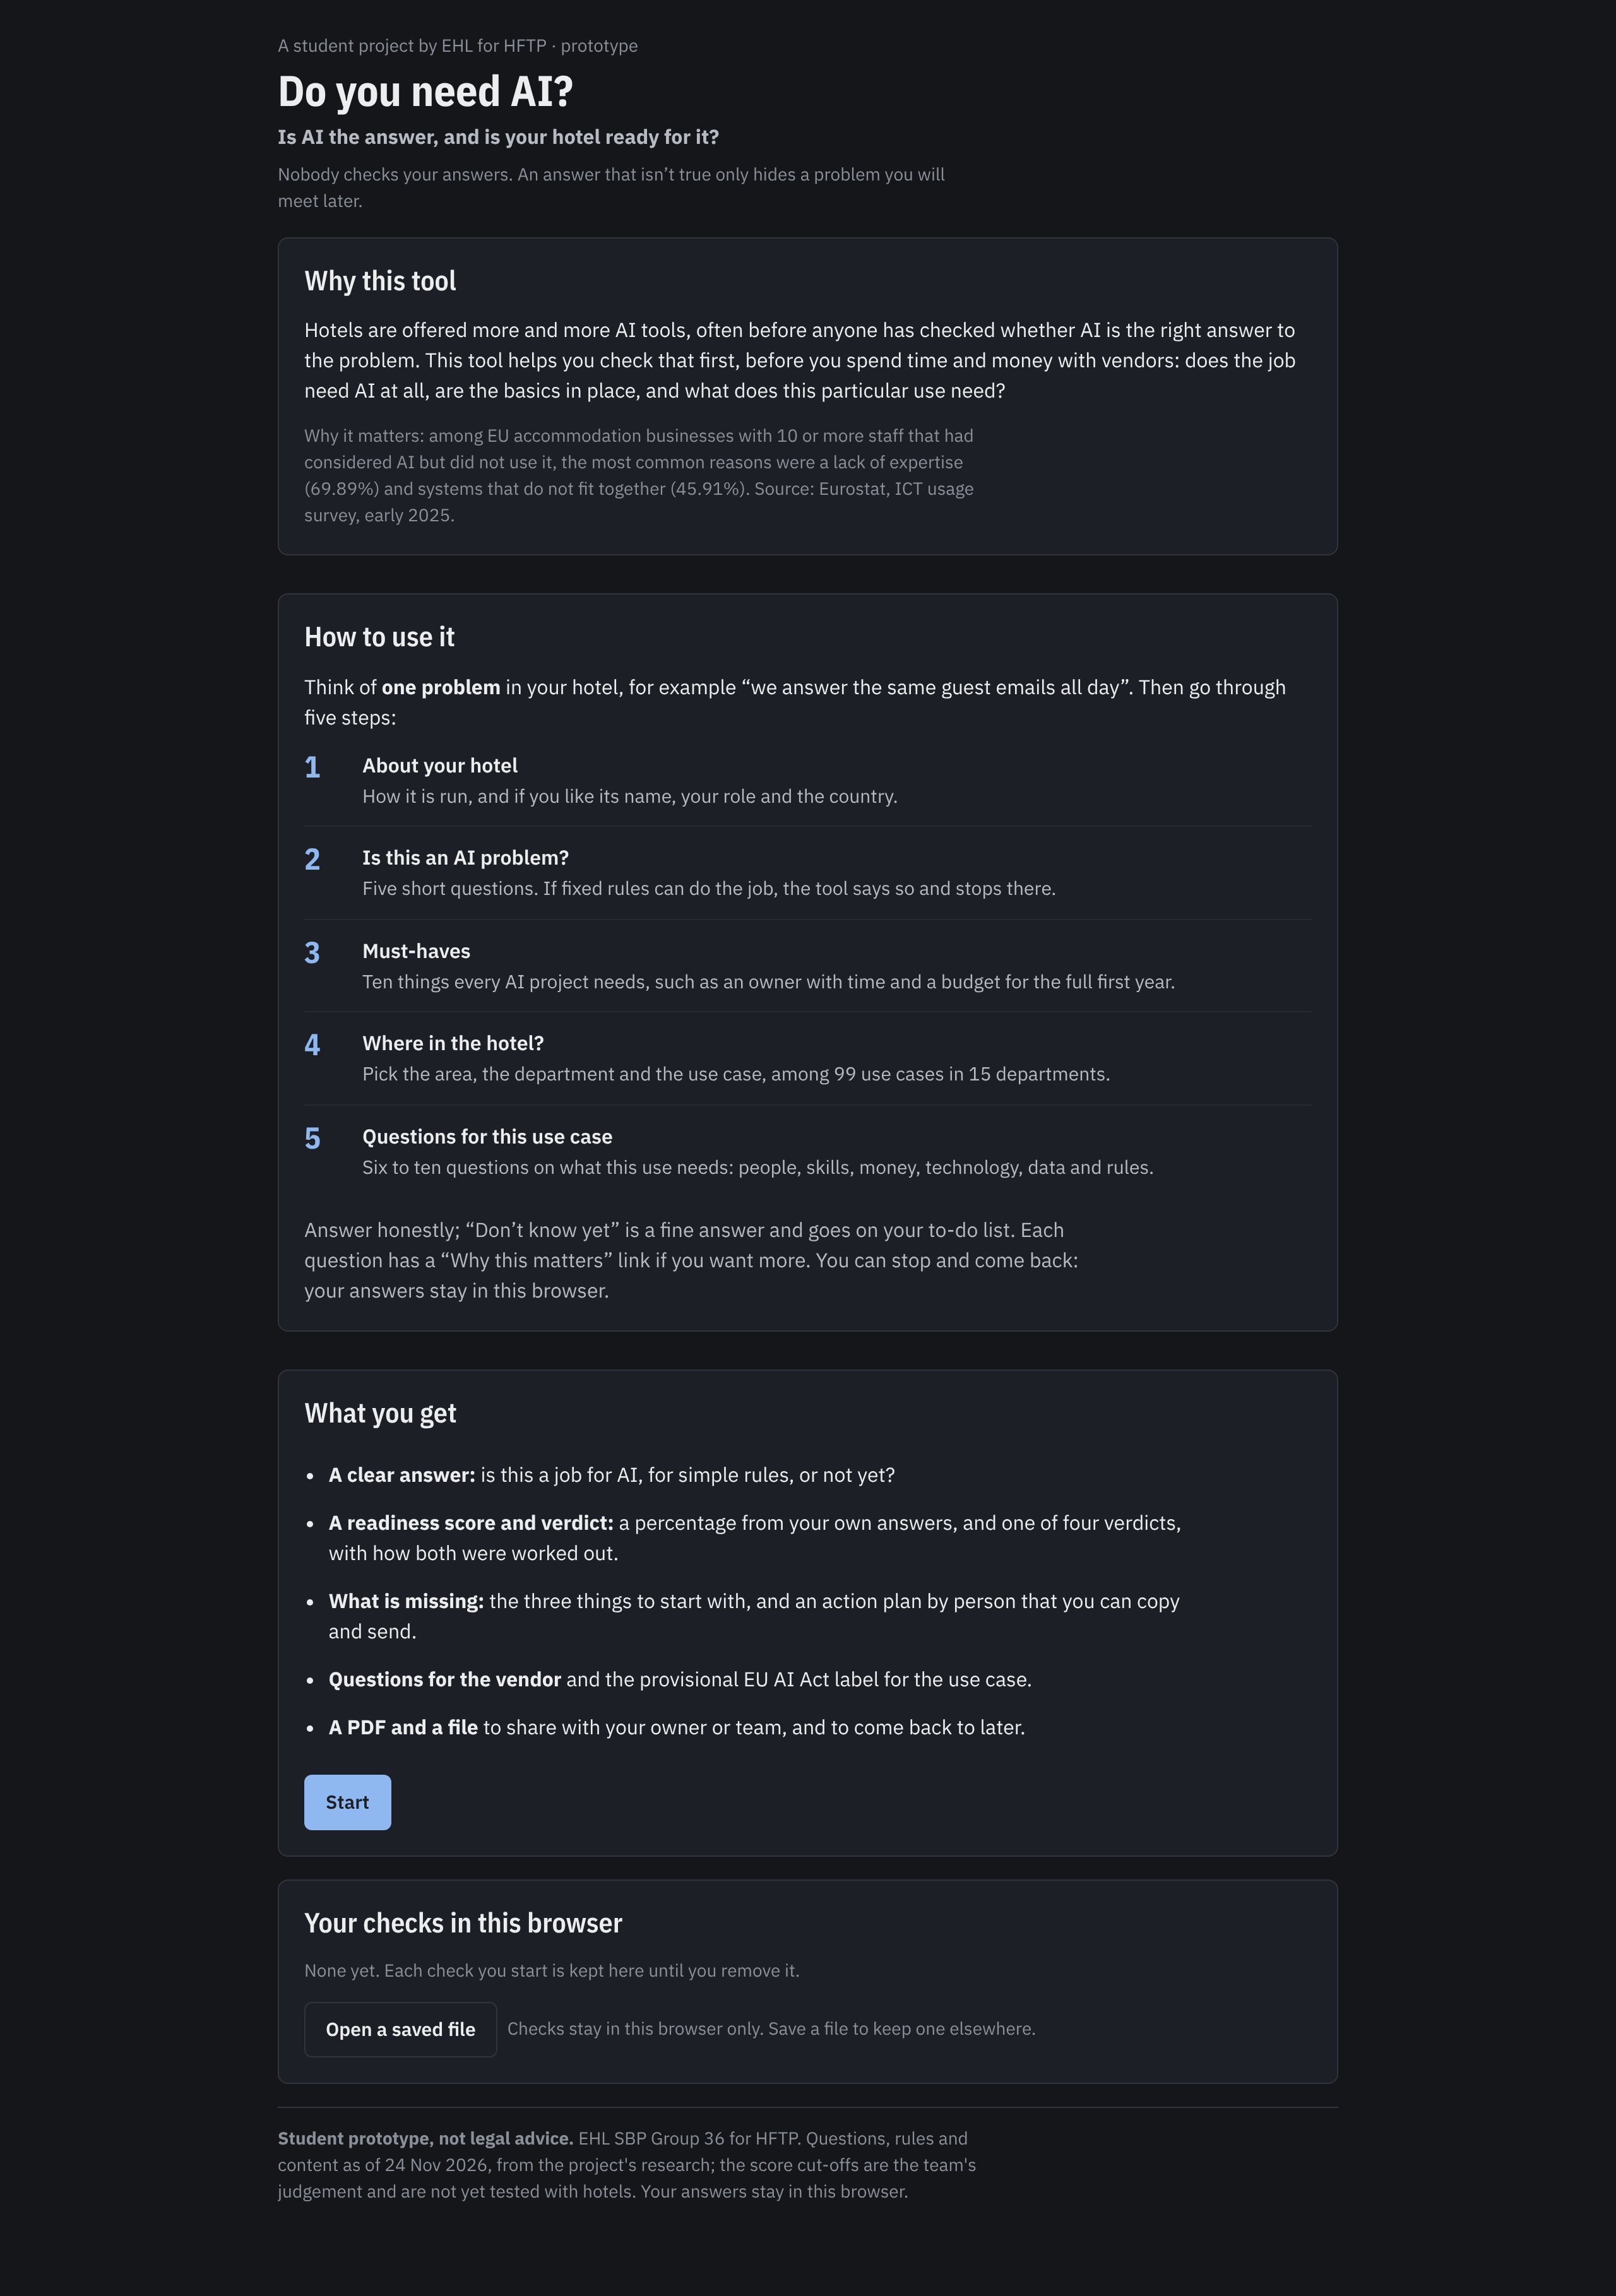 A student project by EHL for HFTP · prototype
Do you need AI?
Is AI the answer, and is your hotel ready for it?
Nobody checks your answers. An answer that isn’t true only hides a problem you will
meet later.
Why this tool
Hotels are offered more and more AI tools, often before anyone has checked whether AI is the right answer to
the problem. This tool helps you check that first, before you spend time and money with vendors: does the job
need AI at all, are the basics in place, and what does this particular use need?
Why it matters: among EU accommodation businesses with 10 or more staff that had
considered AI but did not use it, the most common reasons were a lack of expertise
(69.89%) and systems that do not fit together (45.91%). Source: Eurostat, ICT usage
survey, early 2025.
How to use it
Think of one problem in your hotel, for example “we answer the same guest emails all day”. Then go through
five steps:
1 About your hotel
How it is run, and if you like its name, your role and the country.
2 Is this an AI problem?
Five short questions. If fixed rules can do the job, the tool says so and stops there.
3 Must-haves
Ten things every AI project needs, such as an owner with time and a budget for the full first year.
4 Where in the hotel?
Pick the area, the department and the use case, among 99 use cases in 15 departments.
5 Questions for this use case
Six to ten questions on what this use needs: people, skills, money, technology, data and rules.
Answer honestly; “Don’t know yet” is a fine answer and goes on your to-do list. Each
question has a “Why this matters” link if you want more. You can stop and come back:
your answers stay in this browser.
What you get
• A clear answer: is this a job for AI, for simple rules, or not yet?
• A readiness score and verdict: a percentage from your own answers, and one of four verdicts,
with how both were worked out.
• What is missing: the three things to start with, and an action plan by person that you can copy
and send.
• Questions for the vendor and the provisional EU AI Act label for the use case.
• A PDF and a file to share with your owner or team, and to come back to later.
Start
Your checks in this browser
None yet. Each check you start is kept here until you remove it.
Open a saved file Checks stay in this browser only. Save a file to keep one elsewhere.
Student prototype, not legal advice. EHL SBP Group 36 for HFTP. Questions, rules and
content as of 24 Nov 2026, from the project's research; the score cut-offs are the team's
judgement and are not yet tested with hotels. Your answers stay in this browser.